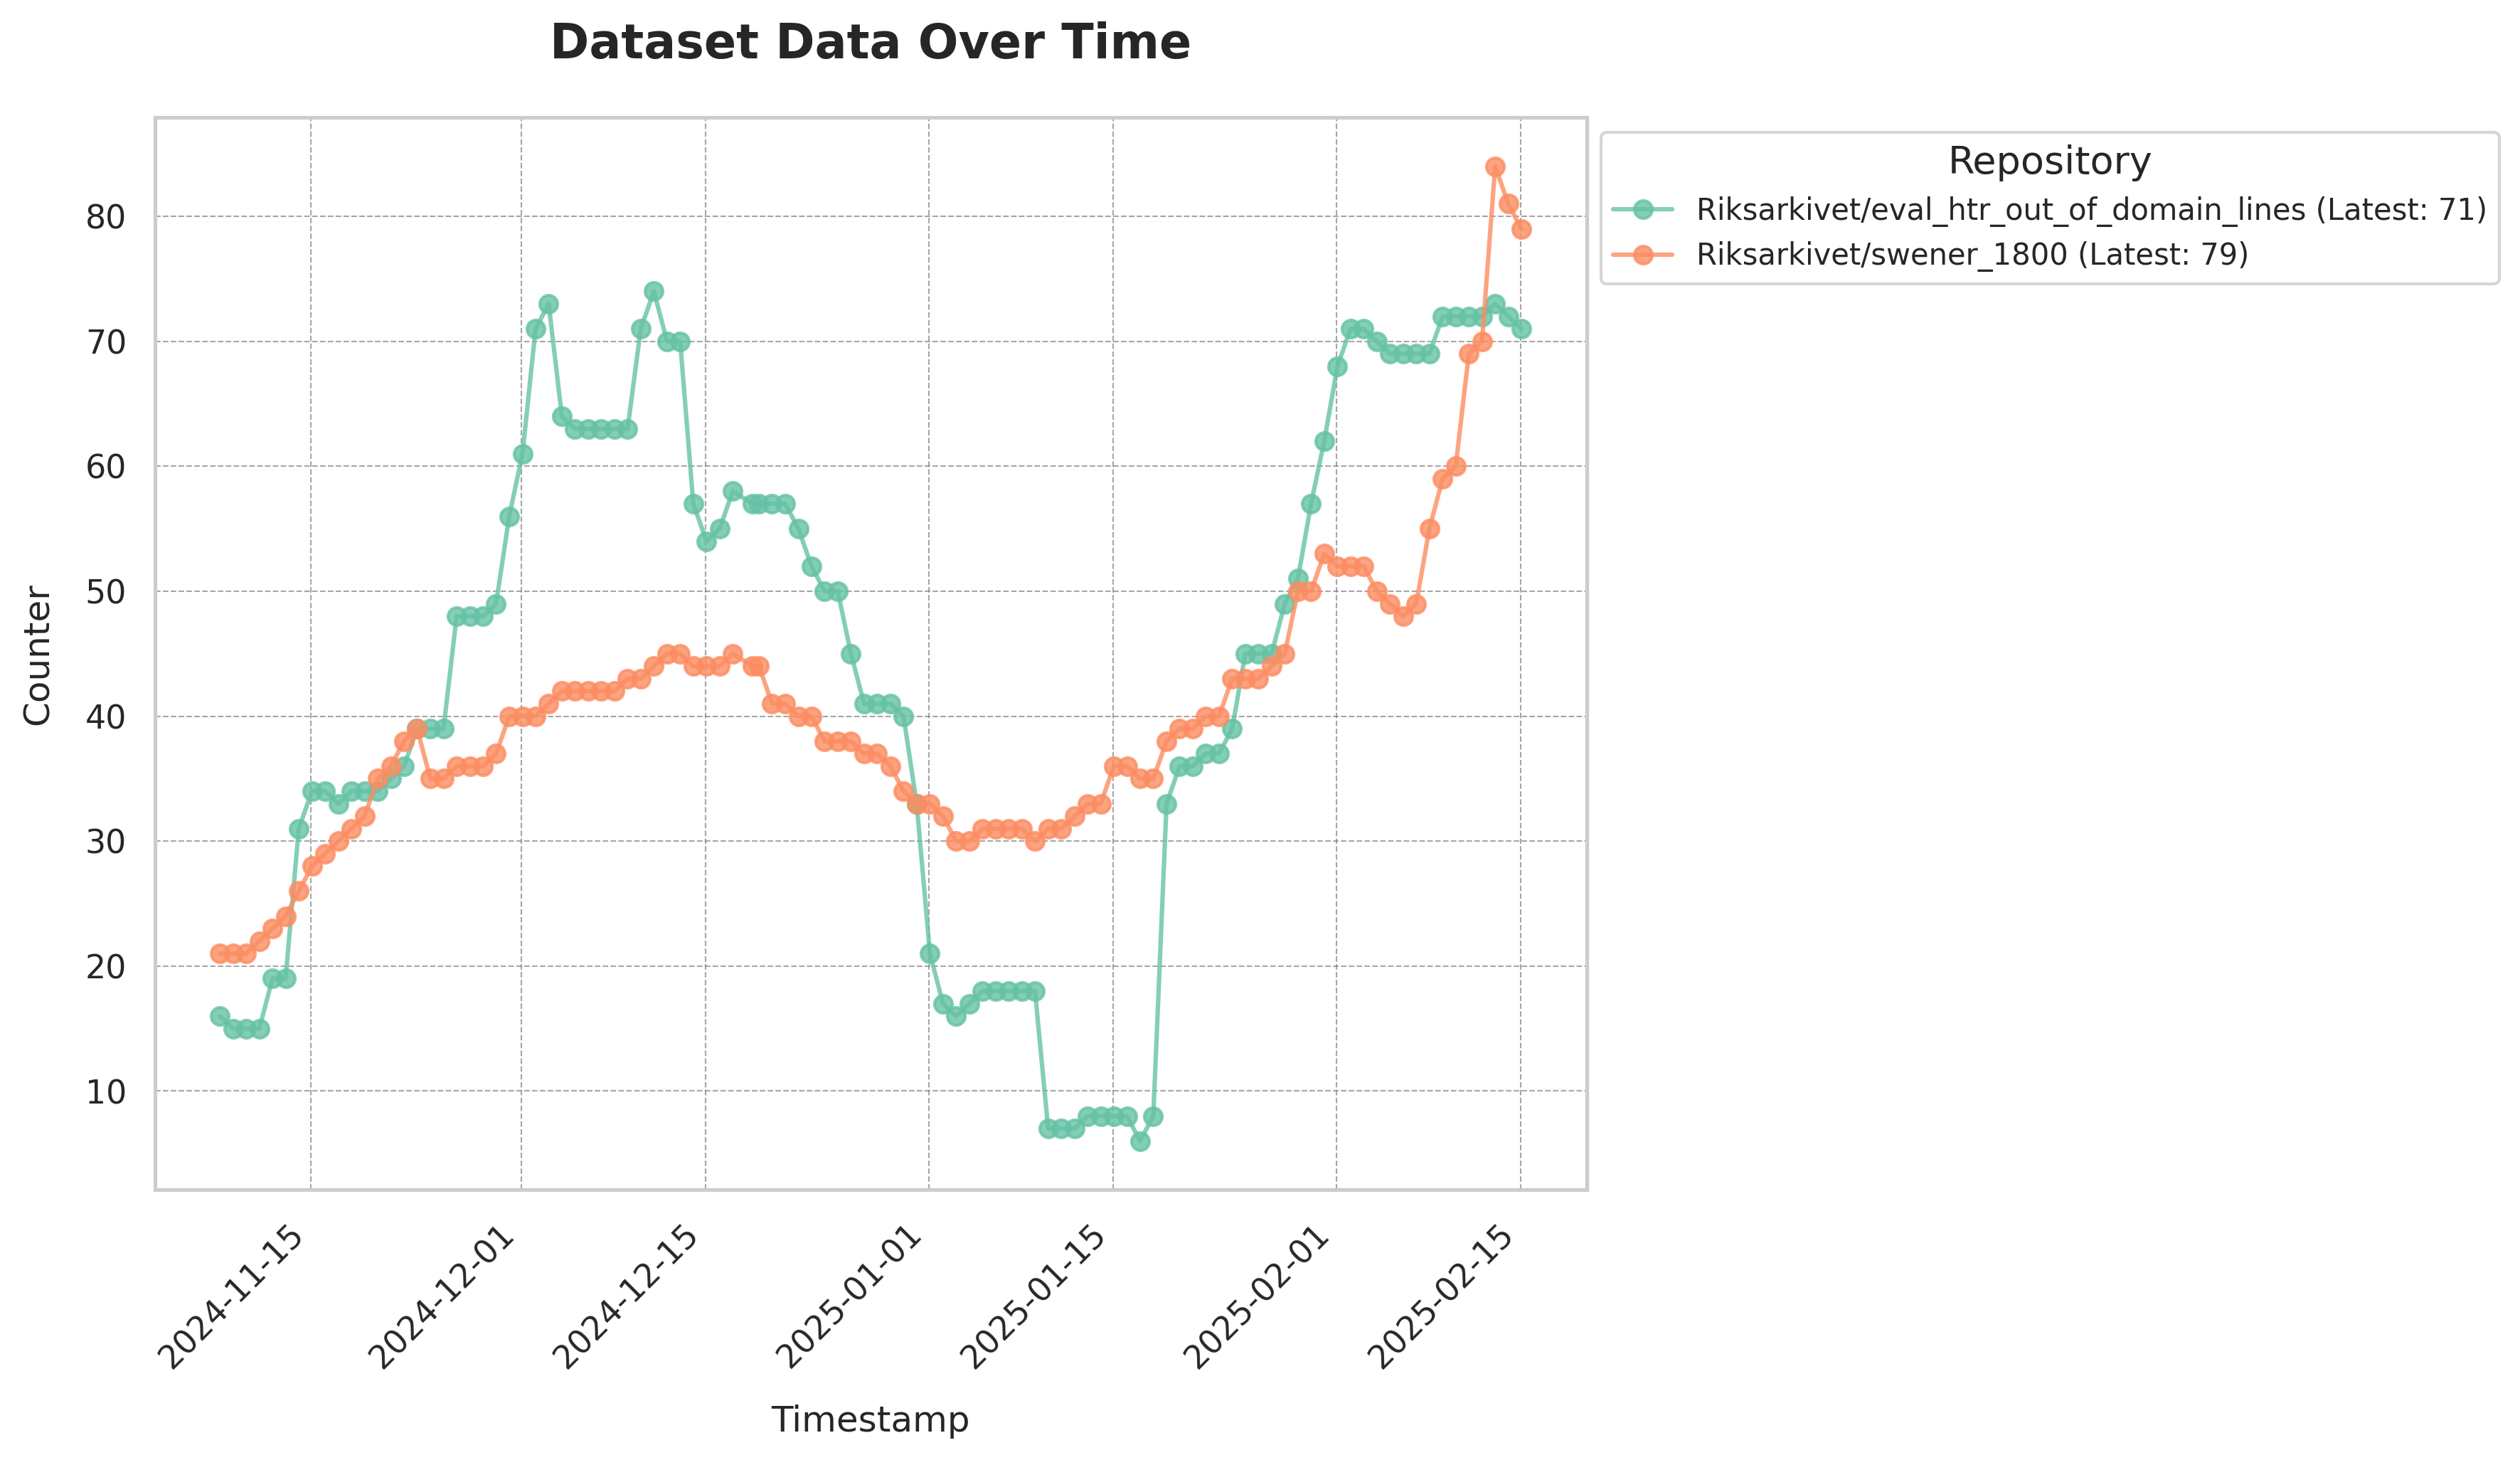 Dataset Data Over Time
Repository
Riksarkivet/eval_htr_out_of_domain_lines (Latest: 71)
Riksarkivet/swener_1800 (Latest: 79)
Counter
80
70
60
50
40
30
20
10
2024-11-15
2024-12-01
2024-12-15
2025-01-01
2025-01-15
2025-02-01
2025-02-15
Timestamp